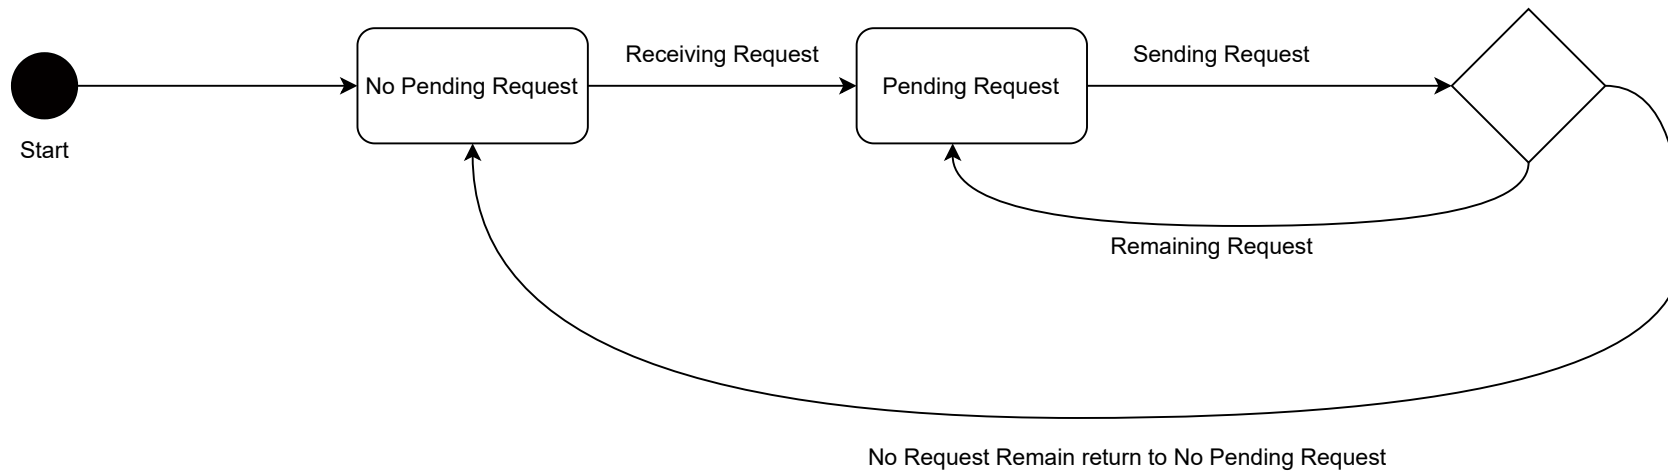 Receiving Request
Sending Request
No Pending Request
Pending Request
Start
Remaining Request
No Request Remain return to No Pending Request